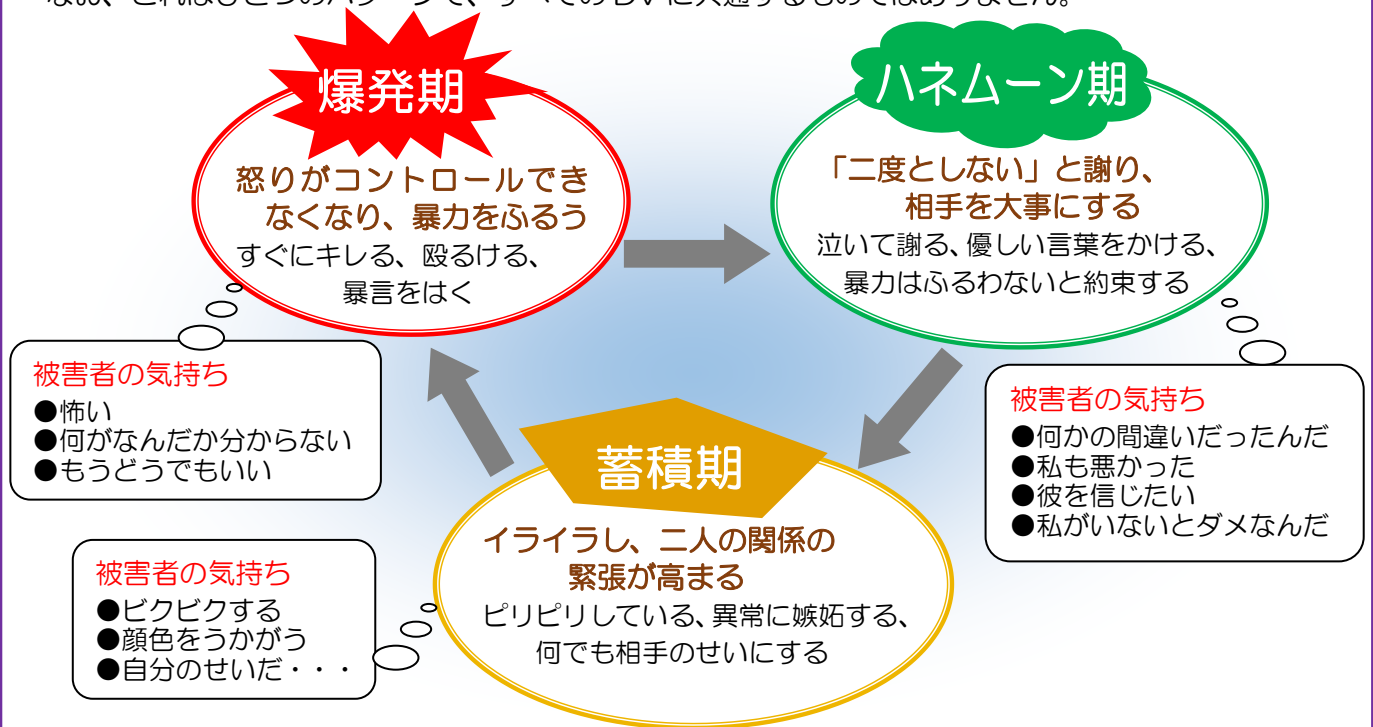 爆発期
怒りがコントロールでき
なくなり、暴力をふるう
すぐにキレる、殴るける、
暴言をはく
ハネムーン期
「二度としない」と謝り、
相手を大事にする
泣いて謝る、優しい言葉をかける、
暴力はふるわないと約束する
被害者の気持ち
●怖い
●何がなんだか分からない
●もうどうでもいい
被害者の気持ち
●何かの間違いだったんだ
●私も悪かった
●彼を信じたい
●私がいないとダメなんだ
蓄積期
イライラし、二人の関係の
緊張が高まる
ピリピリしている、異常に嫉妬する、
何でも相手のせいにする
被害者の気持ち
●ビクビクする
●顔色をうかがう
●自分のせいだ・・・